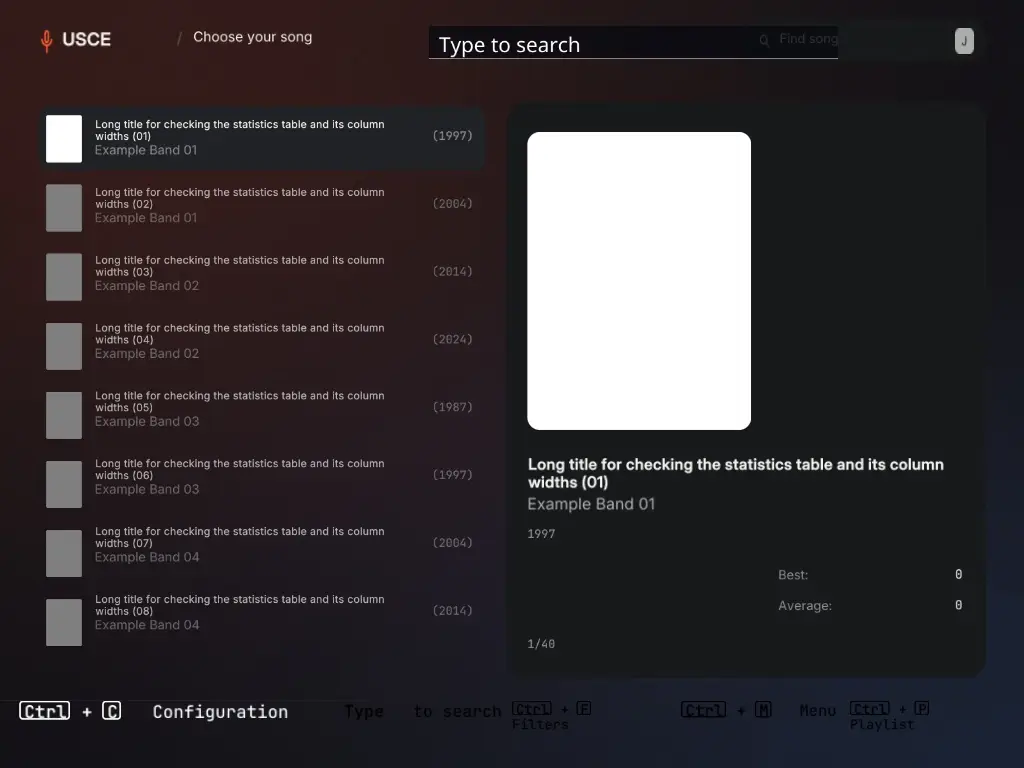 USCE
/ Choose your song
Type to search
Find song
J
Long title for checking the statistics table and its column
widths (01)
Example Band 01
(1997)
Long title for checking the statistics table and its column
widths (02)
Example Band 01
(2004)
Long title for checking the statistics table and its column
widths (03)
Example Band 02
(2014)
Long title for checking the statistics table and its column
widths (04)
Example Band 02
(2024)
Long title for checking the statistics table and its column
widths (05)
Example Band 03
(1987)
Long title for checking the statistics table and its column
widths (06)
Example Band 03
(1997)
Long title for checking the statistics table and its column
widths (07)
Example Band 04
(2004)
Long title for checking the statistics table and its column
widths (08)
Example Band 04
(2014)
Long title for checking the statistics table and its column
widths (01)
Example Band 01
1997
Best: 0
Average: 0
1/40
Ctrl + C Configuration
Type to search
Ctrl + F
Filters
Ctrl + M Menu
Ctrl + P
Playlist